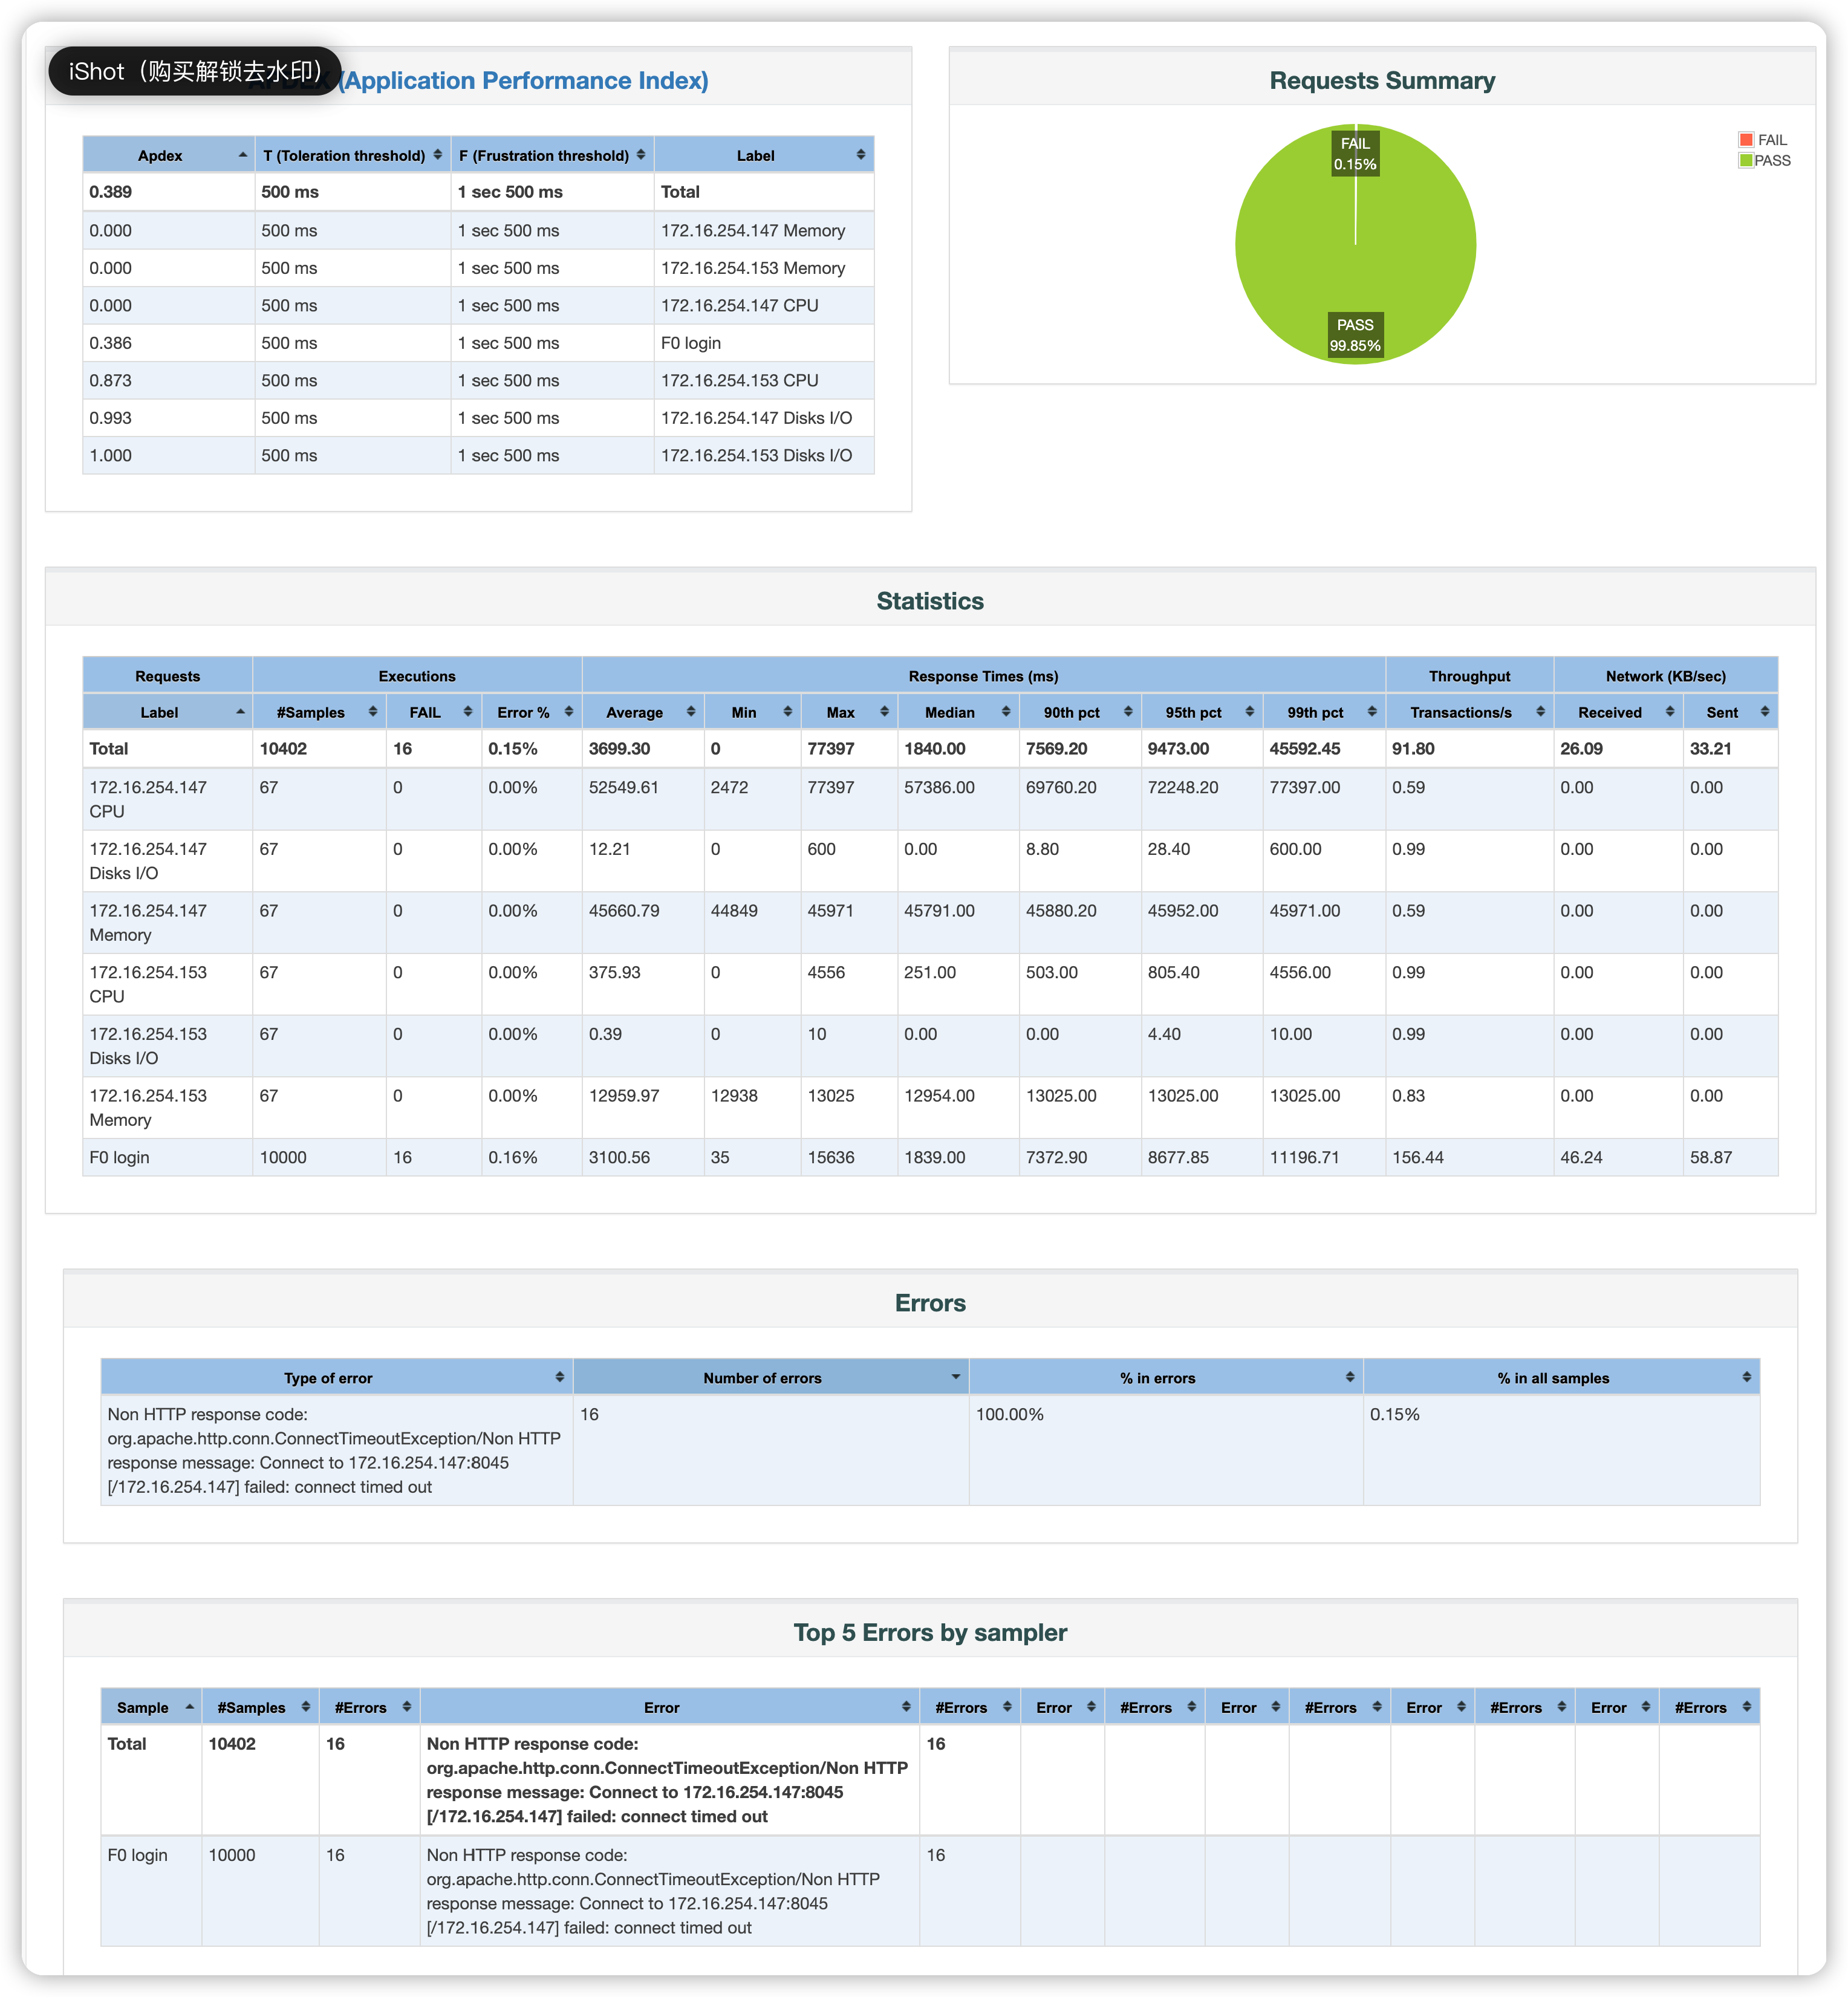 iShot（购买解锁去水印)
(Application Performance Index)
Apdex T (Toleration threshold) F (Frustration threshold) Label
0.389 500 ms 1 sec 500 ms Total
0.000 500 ms 1 sec 500 ms 172.16.254.147 Memory
0.000 500 ms 1 sec 500 ms 172.16.254.153 Memory
0.000 500 ms 1 sec 500 ms 172.16.254.147 CPU
0.386 500 ms 1 sec 500 ms F0 login
0.873 500 ms 1 sec 500 ms 172.16.254.153 CPU
0.993 500 ms 1 sec 500 ms 172.16.254.147 Disks I/O
1.000 500 ms 1 sec 500 ms 172.16.254.153 Disks I/O
Requests Summary
FAIL
0.15%
PASS
99.85%
FAIL
PASS
Statistics
Requests Executions Response Times (ms) Throughput Network (KB/sec)
Label #Samples FAIL Error % Average Min Max Median 90th pct 95th pct 99th pct Transactions/s Received Sent
Total 10402 16 0.15% 3699.30 0 77397 1840.00 7569.20 9473.00 45592.45 91.80 26.09 33.21
172.16.254.147 67 0 0.00% 52549.61 2472 77397 57386.00 69760.20 72248.20 77397.00 0.59 0.00 0.00
CPU
172.16.254.147 67 0 0.00% 12.21 0 600 0.00 8.80 28.40 600.00 0.99 0.00 0.00
Disks I/O
172.16.254.147 67 0 0.00% 45660.79 44849 45971 45791.00 45880.20 45952.00 45971.00 0.59 0.00 0.00
Memory
172.16.254.153 67 0 0.00% 375.93 0 4556 251.00 503.00 805.40 4556.00 0.99 0.00 0.00
CPU
172.16.254.153 67 0 0.00% 0.39 0 10 0.00 0.00 4.40 10.00 0.99 0.00 0.00
Disks I/O
172.16.254.153 67 0 0.00% 12959.97 12938 13025 12954.00 13025.00 13025.00 13025.00 0.83 0.00 0.00
Memory
F0 login 10000 16 0.16% 3100.56 35 15636 1839.00 7372.90 8677.85 11196.71 156.44 46.24 58.87
Errors
Type of error Number of errors % in errors % in all samples
Non HTTP response code: 16 100.00% 0.15%
org.apache.http.conn.ConnectTimeoutException/Non HTTP
response message: Connect to 172.16.254.147:8045
[/172.16.254.147] failed: connect timed out
Top 5 Errors by sampler
Sample #Samples #Errors Error #Errors Error #Errors Error #Errors Error #Errors Error #Errors
Total 10402 16 Non HTTP response code: 16
org.apache.http.conn.ConnectTimeoutException/Non HTTP
response message: Connect to 172.16.254.147:8045
[/172.16.254.147] failed: connect timed out
F0 login 10000 16 Non HTTP response code: 16
org.apache.http.conn.ConnectTimeoutException/Non HTTP
response message: Connect to 172.16.254.147:8045
[/172.16.254.147] failed: connect timed out